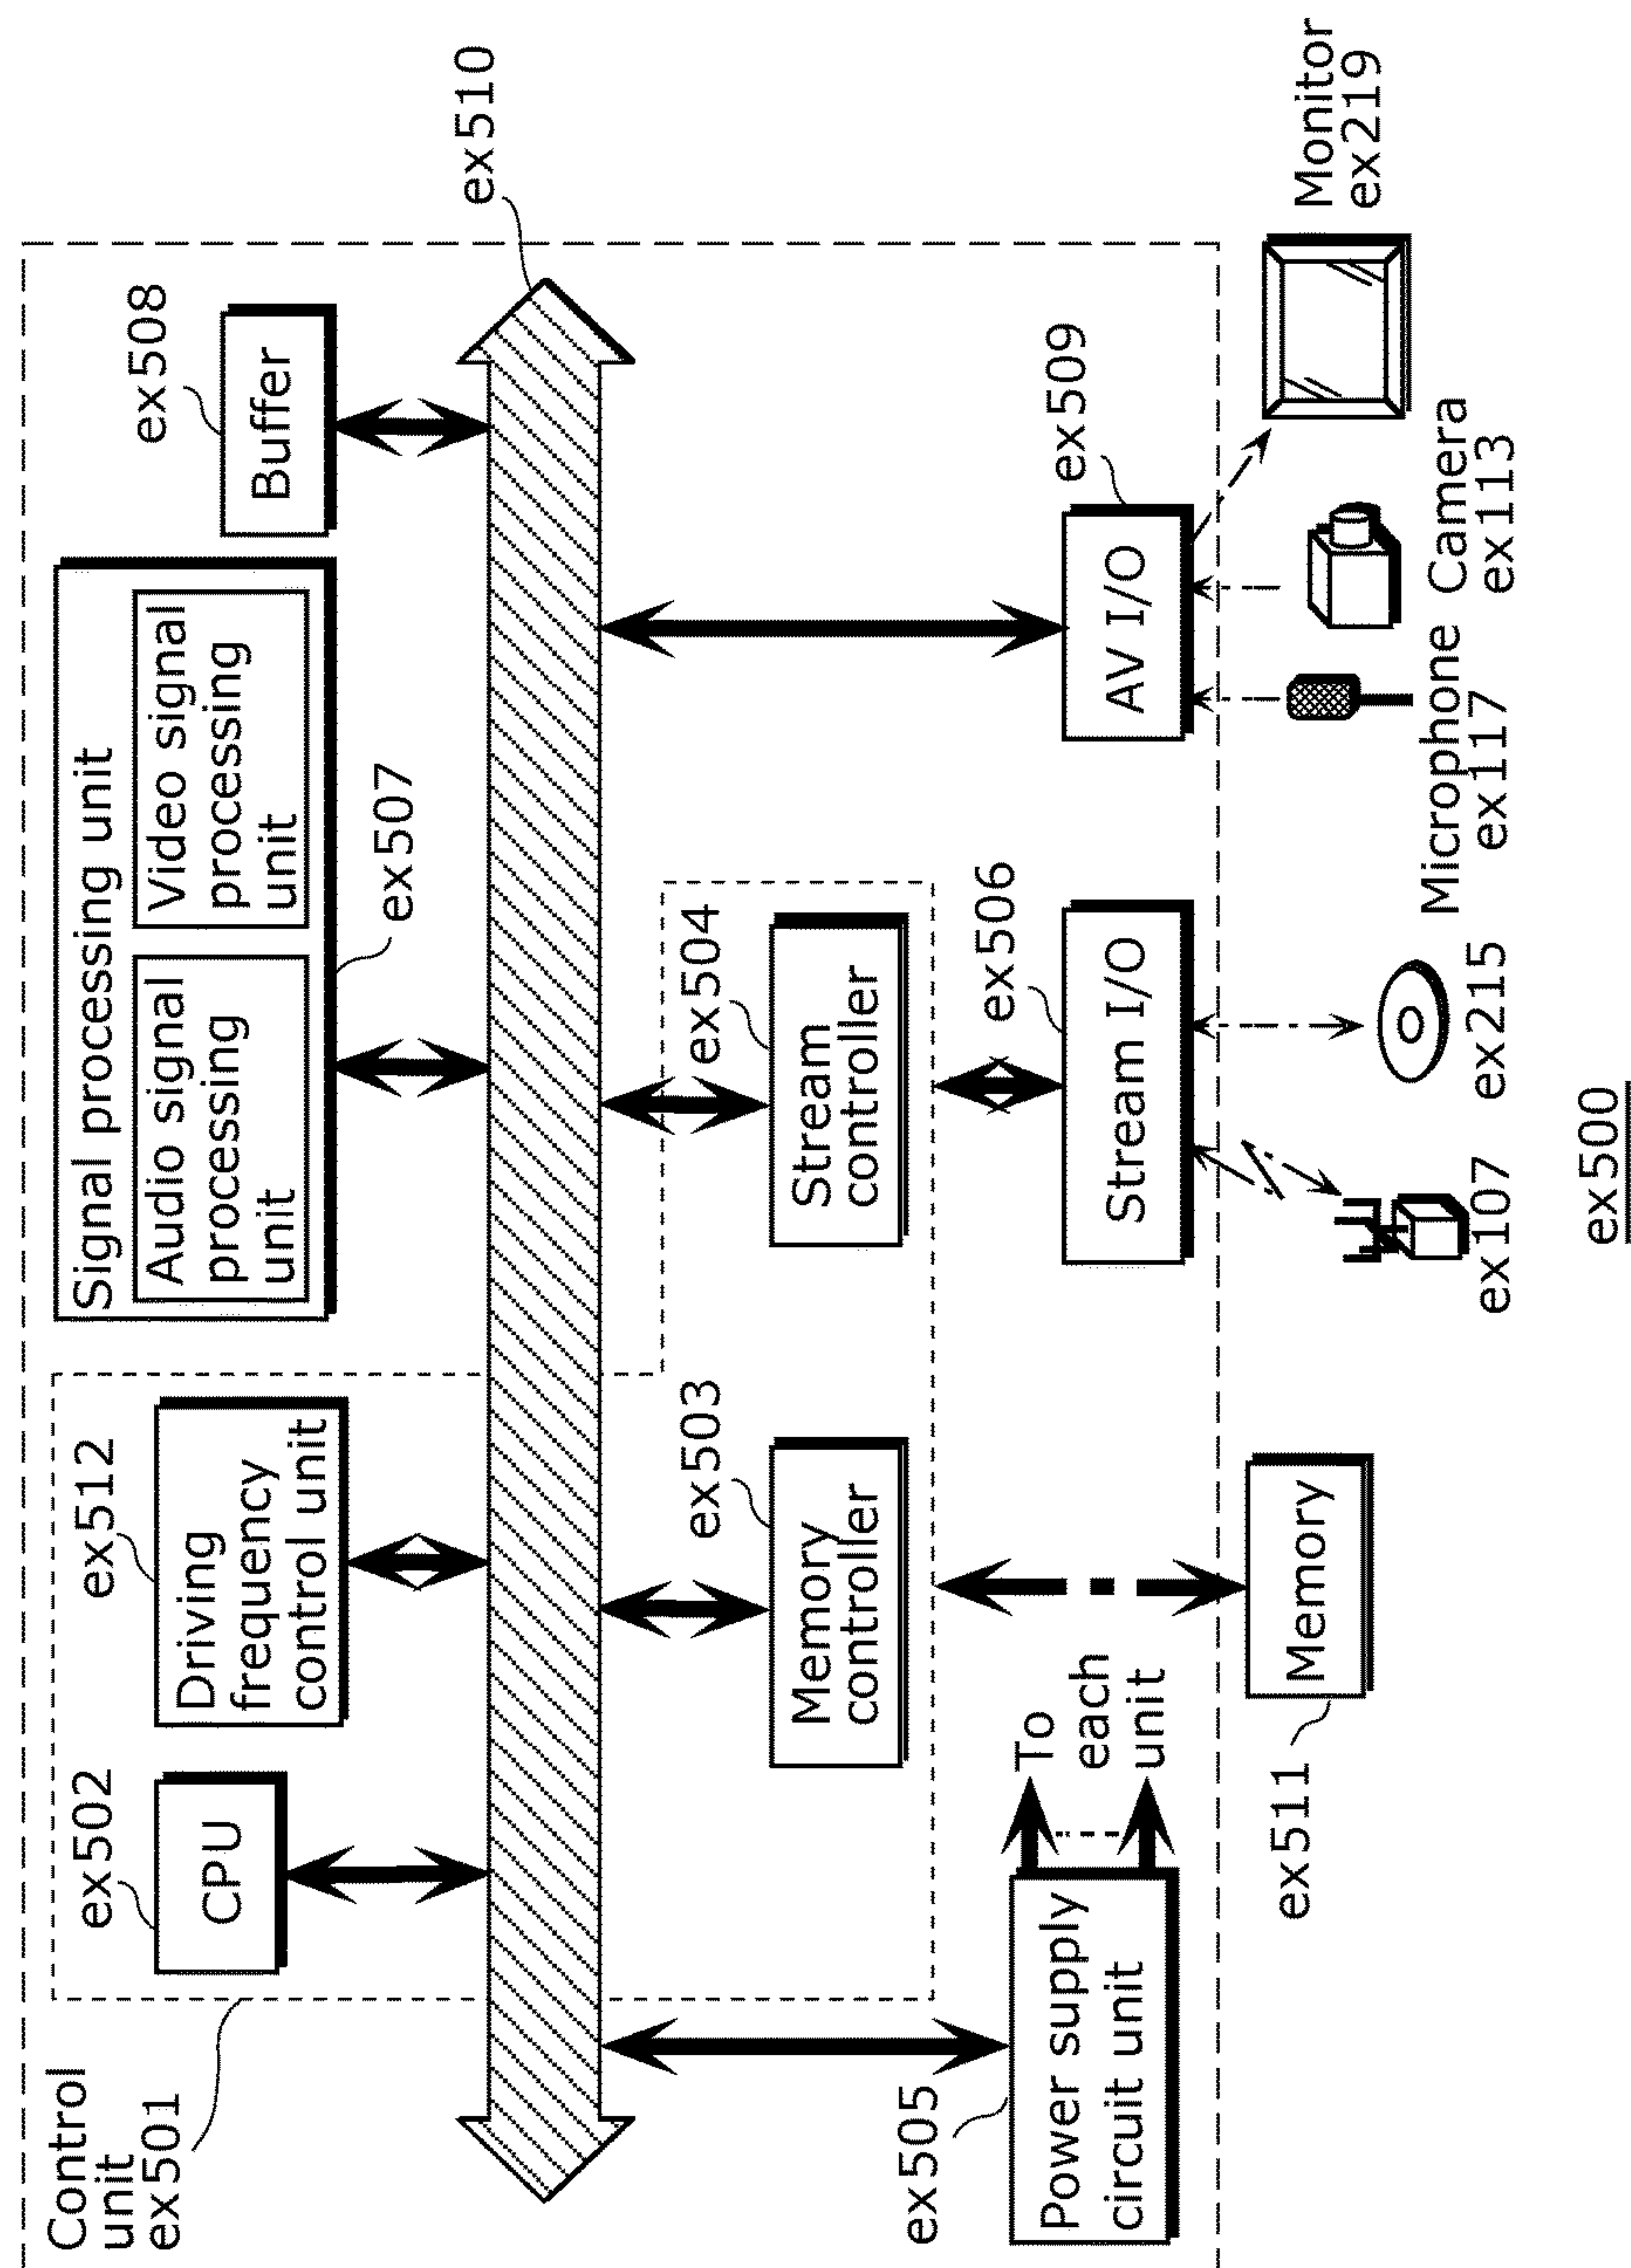 Control
unit
ex501
ex502
CPU
ex512
Driving
frequency
control unit
Signal processing unit
Audio signal
processing
unit
Video signal
processing
unit
ex507
ex508
Buffer
ex510
ex503
Memory
controller
ex504
Stream
controller
ex505
Power supply
circuit unit
To
each
unit
ex506
Stream I/O
ex509
AV I/O
ex511
Memory
ex107
ex215
Microphone
ex117
Camera
ex113
Monitor
ex219
ex500